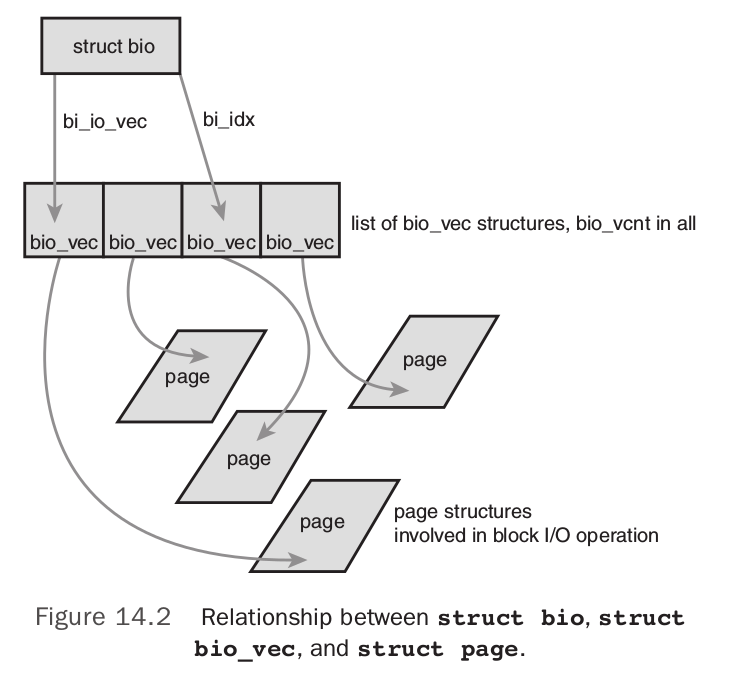 struct bio
bi_io_vec
bi_idx
bio_vec bio_vec bio_vec bio_vec
list of bio_vec structures, bio_vcnt in all
page
page
page
page
page structures
involved in block I/O operation
Figure 14.2 Relationship between struct bio, struct
bio_vec, and struct page.